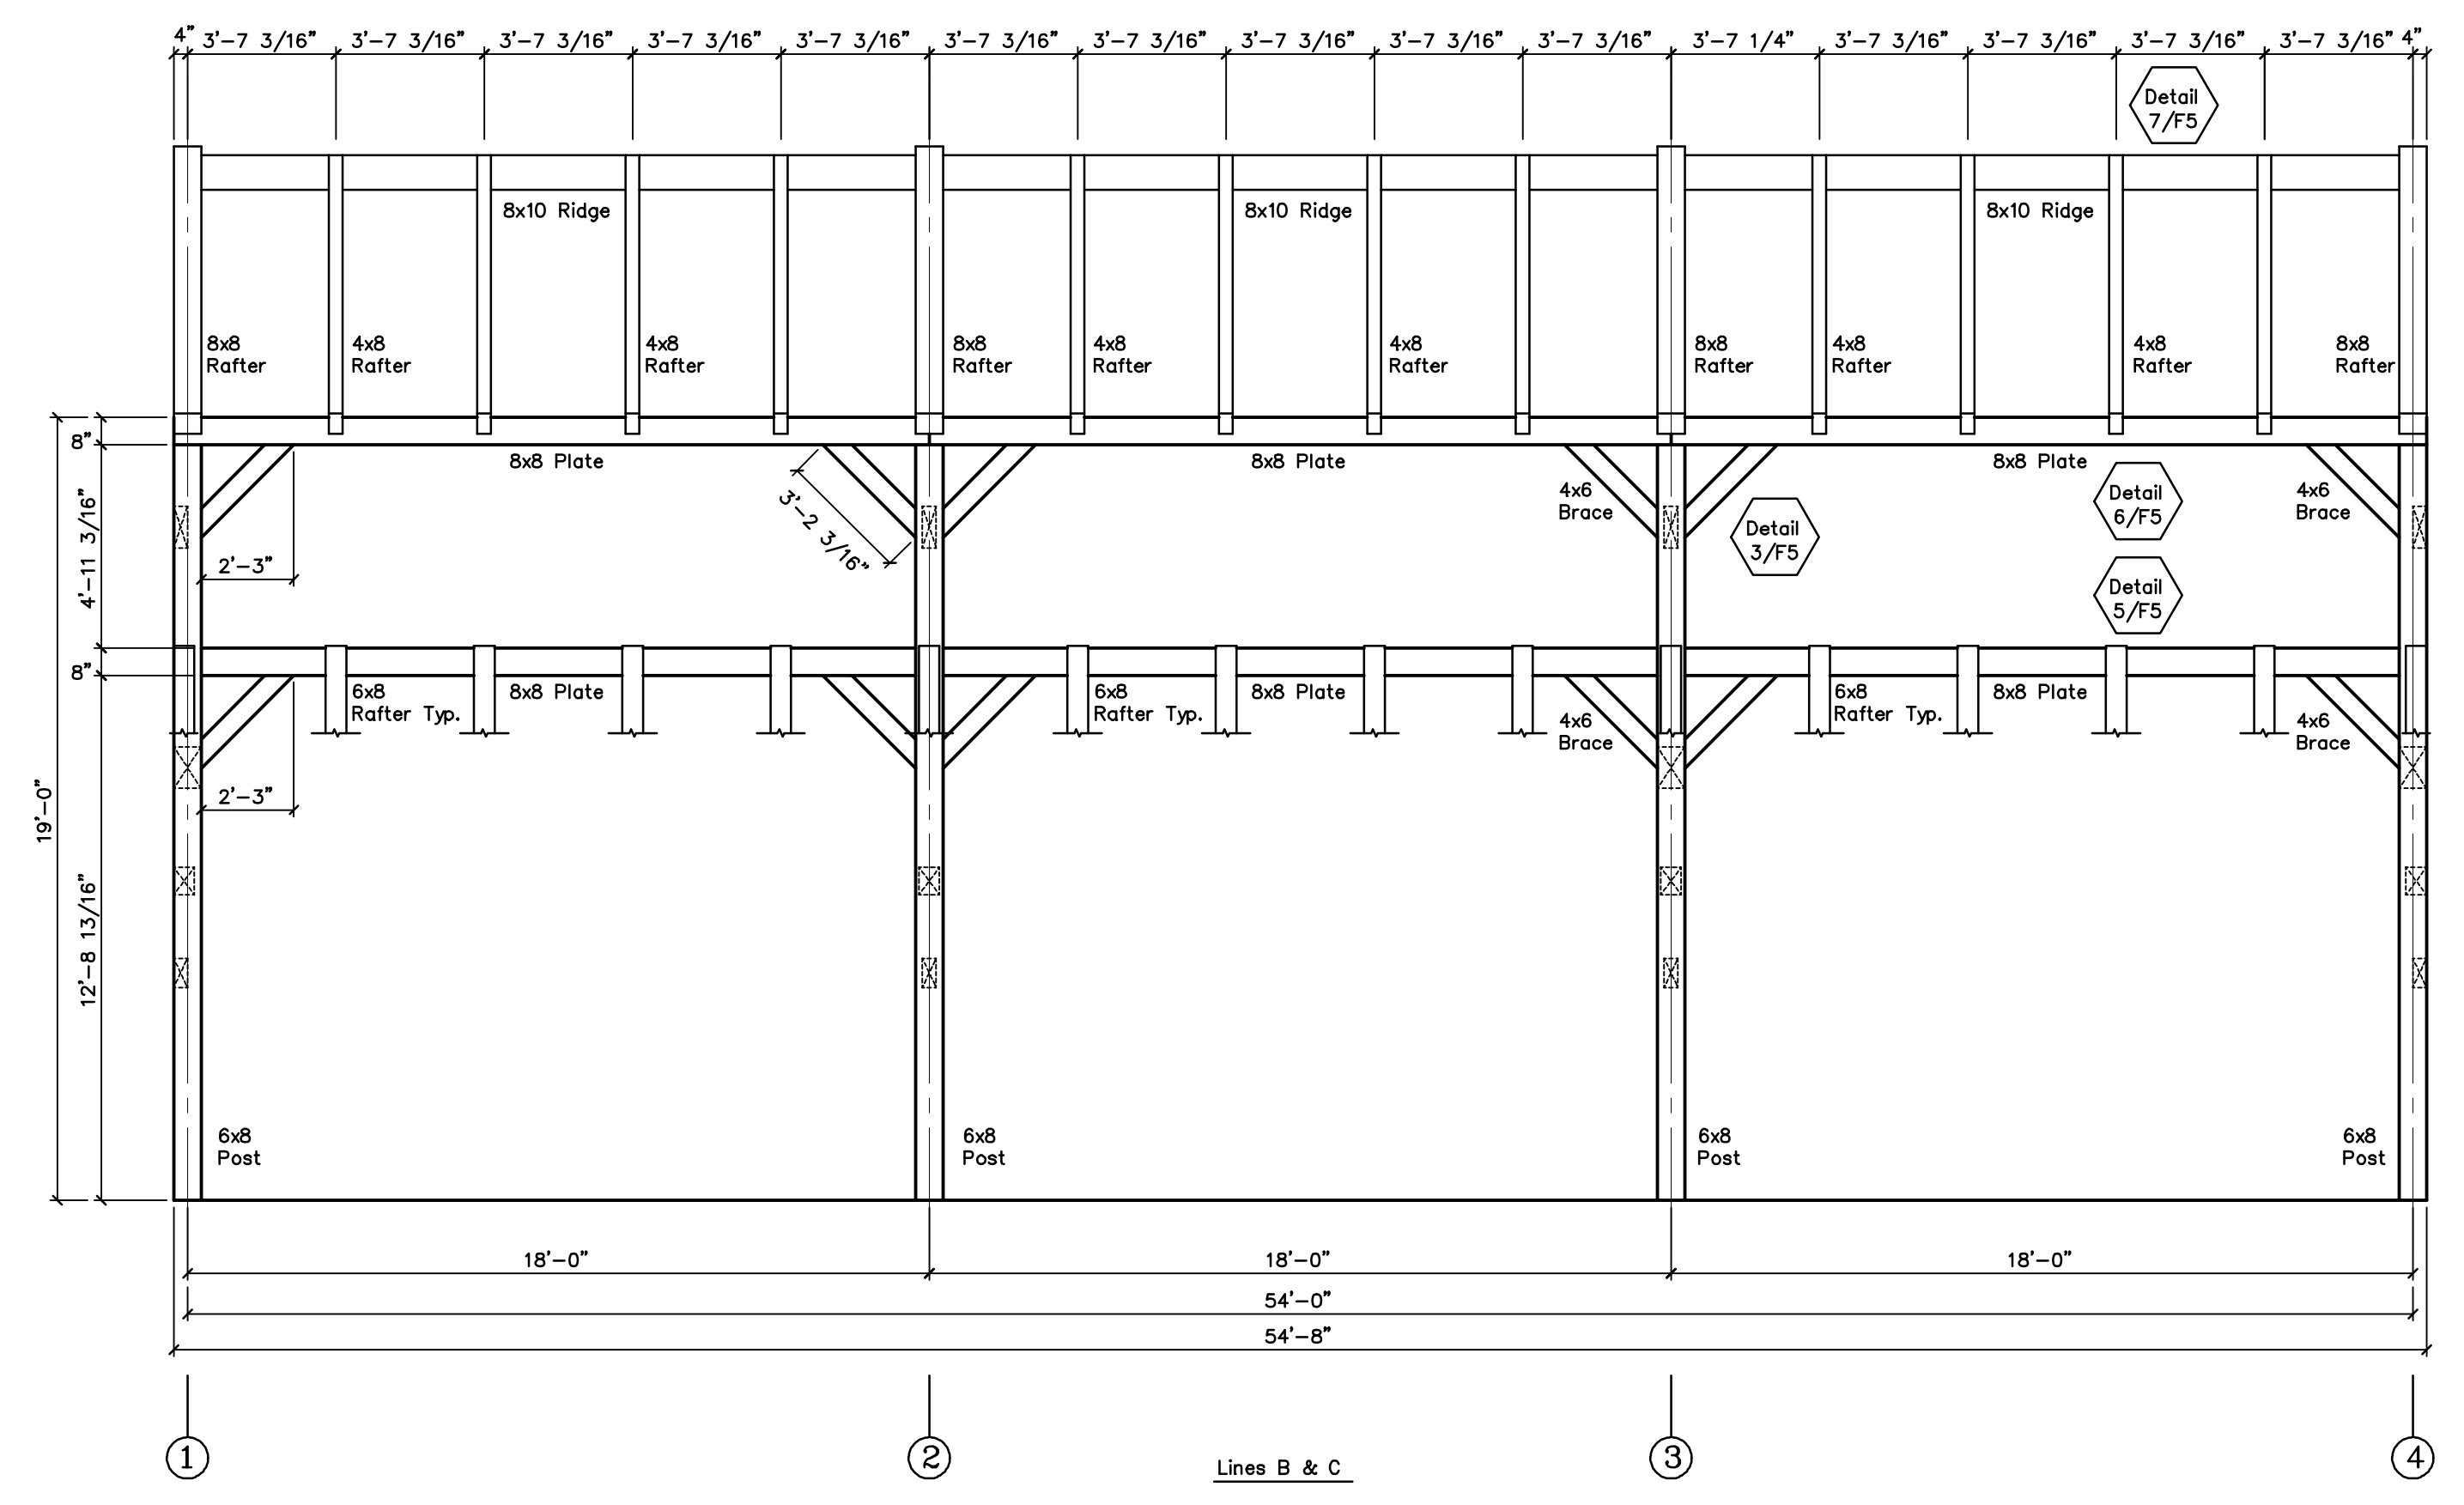 4” 3’-7 3/16” 3’-7 3/16” 3’-7 3/16” 3’-7 3/16” 3’-7 3/16” 3’-7 3/16” 3’-7 3/16” 3’-7 3/16” 3’-7 3/16” 3’-7 3/16” 3’-7 1/4” 3’-7 3/16” 3’-7 3/16” 3’-7 3/16” 3’-7 3/16” 4”
Detail
7/F5
8x10 Ridge 8x10 Ridge 8x10 Ridge
8x8 4x8 4x8 8x8 4x8 4x8 8x8 4x8 4x8 8x8
Rafter Rafter Rafter Rafter Rafter Rafter Rafter Rafter Rafter Rafter
8”
8x8 Plate 8x8 Plate 8x8 Plate
4x6
Brace
Detail
6/F5
4x6
Brace
3’-2 3/16”
Detail
3/F5
4’-11 3/16”
2’-3”
Detail
5/F5
8”
6x8
Rafter Typ.
8x8 Plate
6x8
Rafter Typ.
8x8 Plate
4x6
Brace
6x8
Rafter Typ.
8x8 Plate
4x6
Brace
2’-3”
19’-0”
12’-8 13/16”
6x8 6x8 6x8 6x8
Post Post Post Post
18’-0” 18’-0” 18’-0”
54’-0”
54’-8”
1 2 3 4
Lines B & C